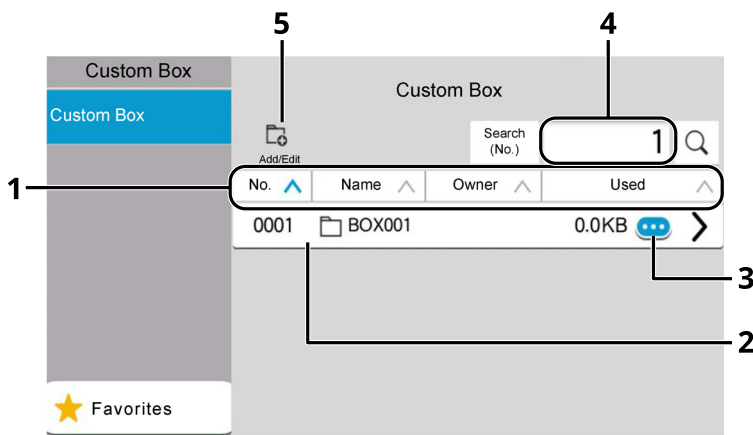 5
4
Custom Box
Custom Box
Custom Box
Add/Edit
Search
(No.)
1
1
No.
Name
Owner
Used
0001
BOX001
0.0KB
3
2
Favorites